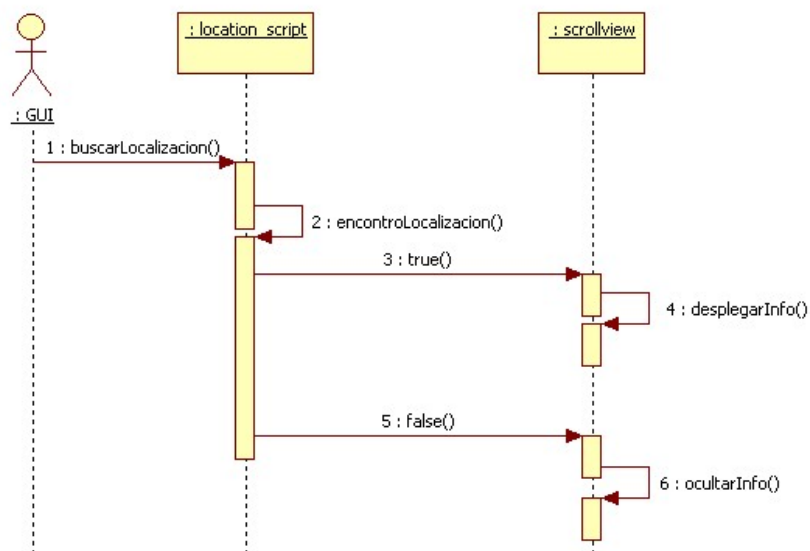 : location_script
: scrollview
: GUI
1 : buscarLocalizacion()
2 : encontroLocalizacion()
3 : true()
4 : desplegarInfo()
5 : false()
6 : ocultarInfo()